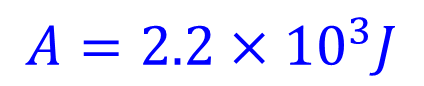 A = 2.2 × 10³J